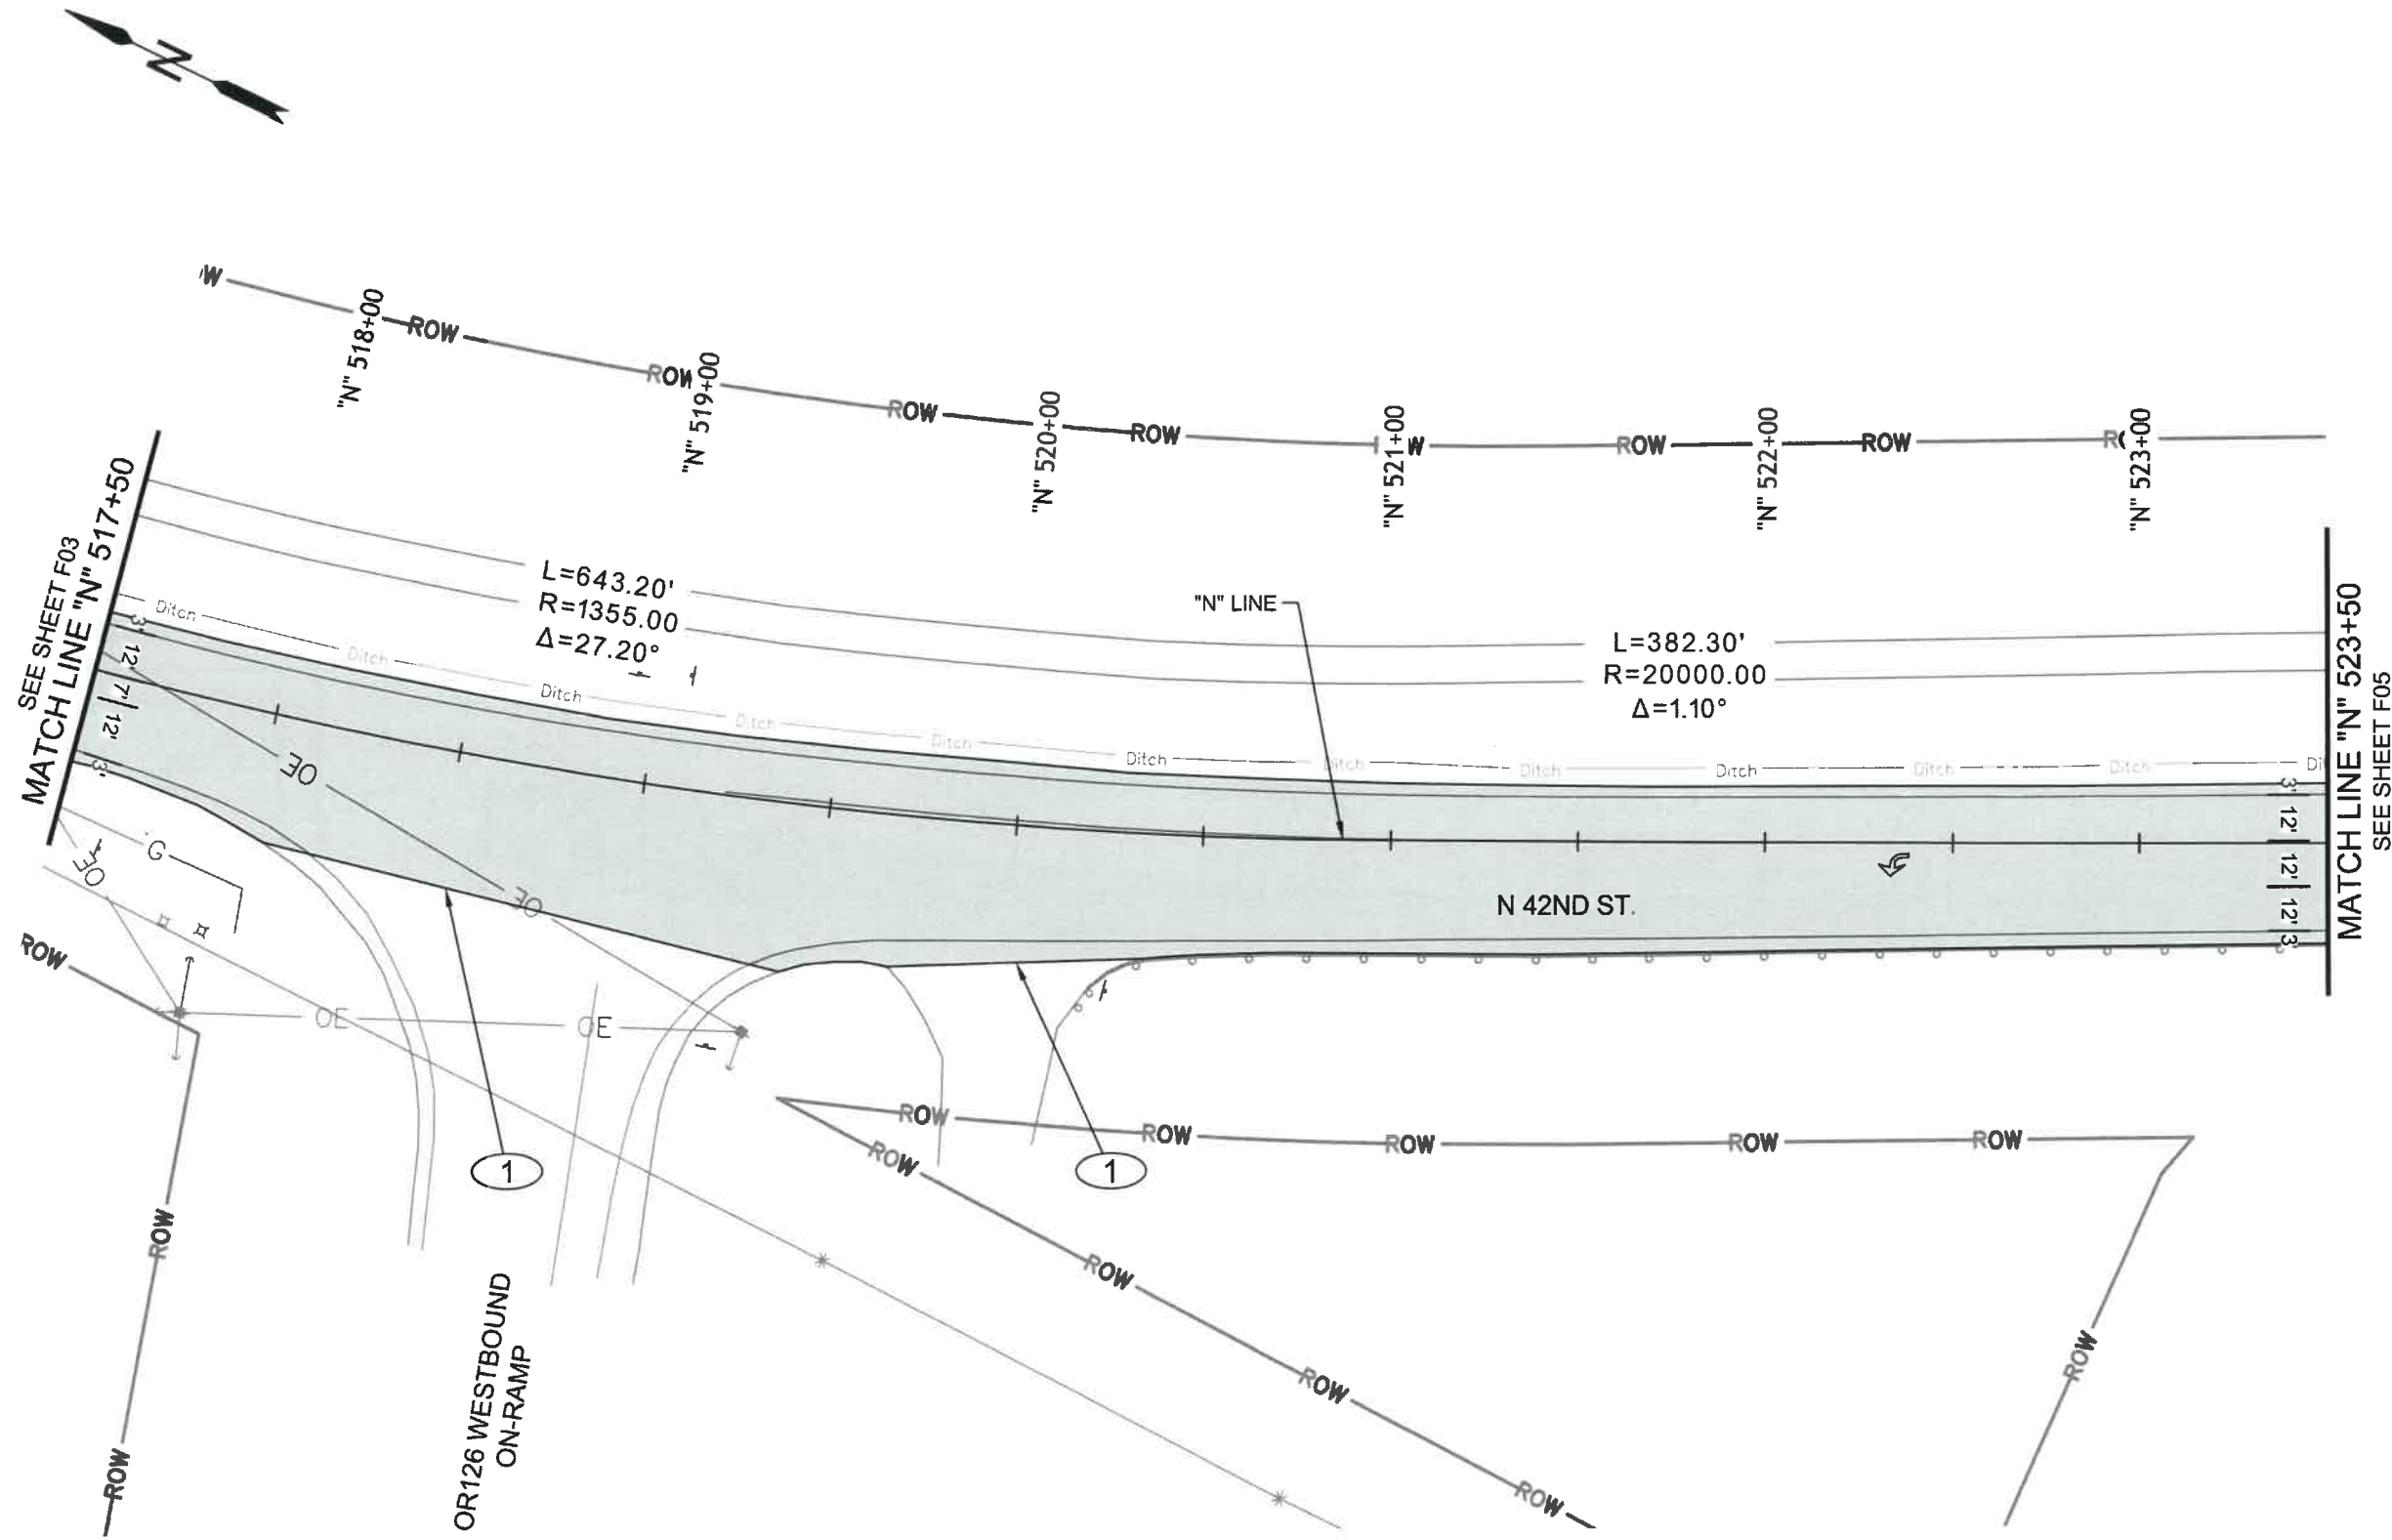 N
W
ROW
ROW
ROW
ROW
W
ROW
ROW
"N" 518+00
"N" 519+00
"N" 520+00
"N" 521+00
"N" 522+00
"N" 523+00
SEE SHEET F03
MATCH LINE "N" 517+50
L=643.20'
R=1355.00
Δ=27.20°
"N" LINE
L=382.30'
R=20000.00
Δ=1.10°
MATCH LINE "N" 523+50
SEE SHEET F05
Ditch
Ditch
Ditch
Ditch
Ditch
Ditch
Ditch
Ditch
Ditch
Ditch
Ditch
Di
3'
12'
7'
12'
3'
3'
12'
12'
12'
3'
OE
OE
OE
G
N 42ND ST.
ROW
OE
OE
ROW
ROW
ROW
ROW
ROW
ROW
1
1
ROW
ROW
ROW
ROW
ROW
ROW
OR126 WESTBOUND
ON-RAMP